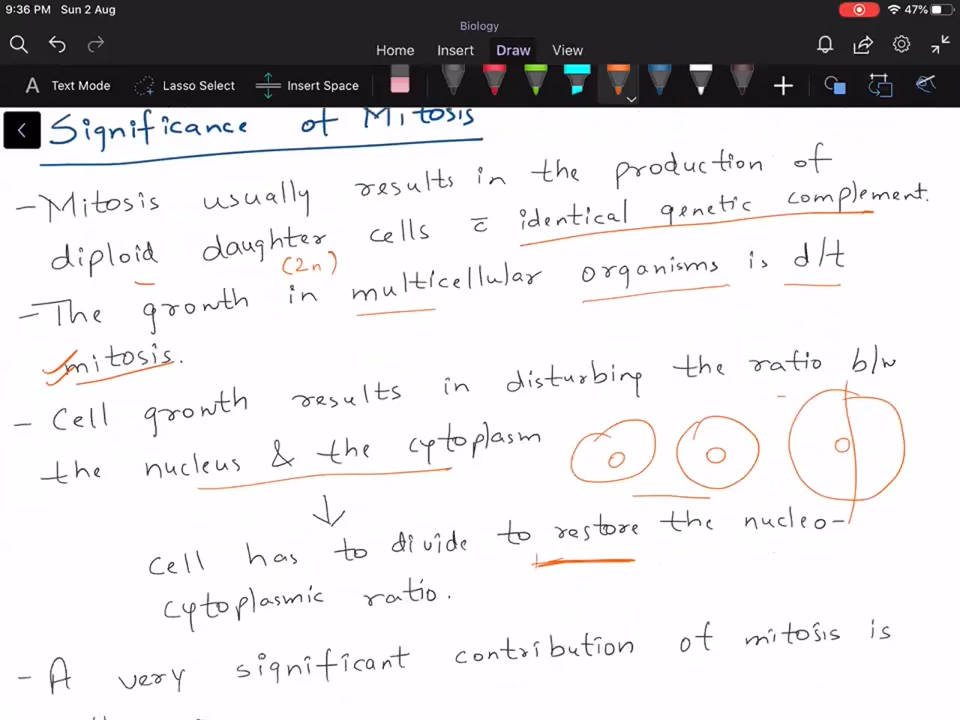 9:36 PM Sun 2 Aug
47%
Biology
Home Insert Draw View
Text Mode Lasso Select Insert Space
Significance of Mitosis
- Mitosis usually results in the production of
diploid daughter cells c̄ identical genetic complement.
(2n)
- The growth in multicellular organisms is d/t
mitosis.
- Cell growth results in disturbing the ratio b/w
the nucleus & the cytoplasm
↓
Cell has to divide to restore the nucleo-
cytoplasmic ratio.
- A very significant contribution of mitosis is